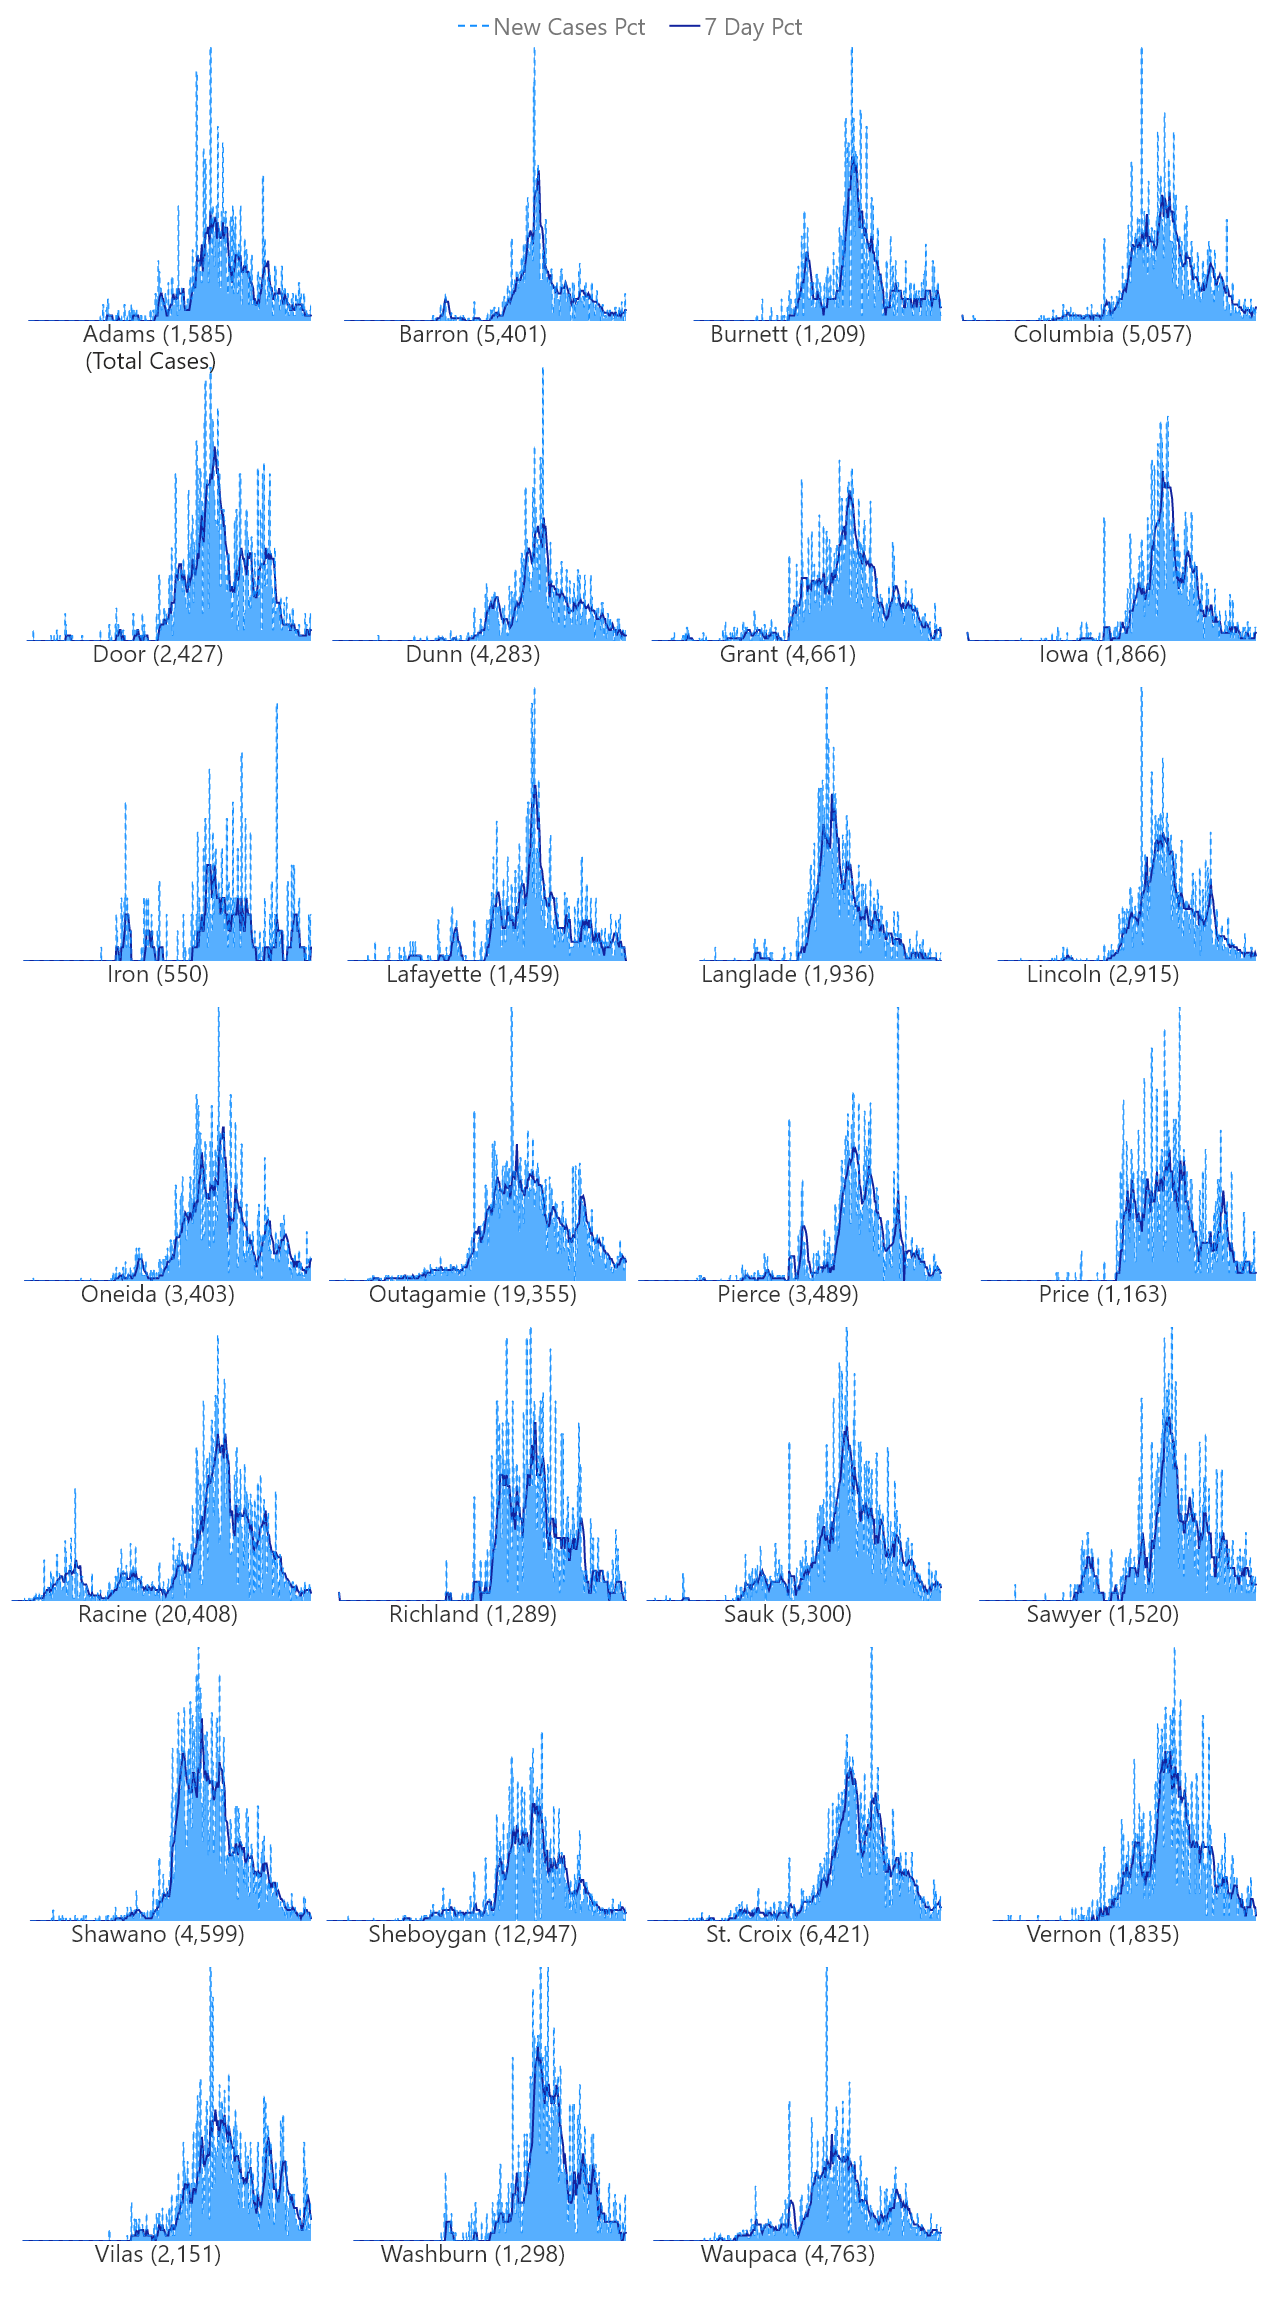 New Cases Pct 7 Day Pct
Adams (1,585) Barron (5,401) Burnett (1,209) Columbia (5,057)
(Total Cases)
Door (2,427) Dunn (4,283) Grant (4,661) Iowa (1,866)
Iron (550) Lafayette (1,459) Langlade (1,936) Lincoln (2,915)
Oneida (3,403) Outagamie (19,355) Pierce (3,489) Price (1,163)
Racine (20,408) Richland (1,289) Sauk (5,300) Sawyer (1,520)
Shawano (4,599) Sheboygan (12,947) St. Croix (6,421) Vernon (1,835)
Vilas (2,151) Washburn (1,298) Waupaca (4,763)